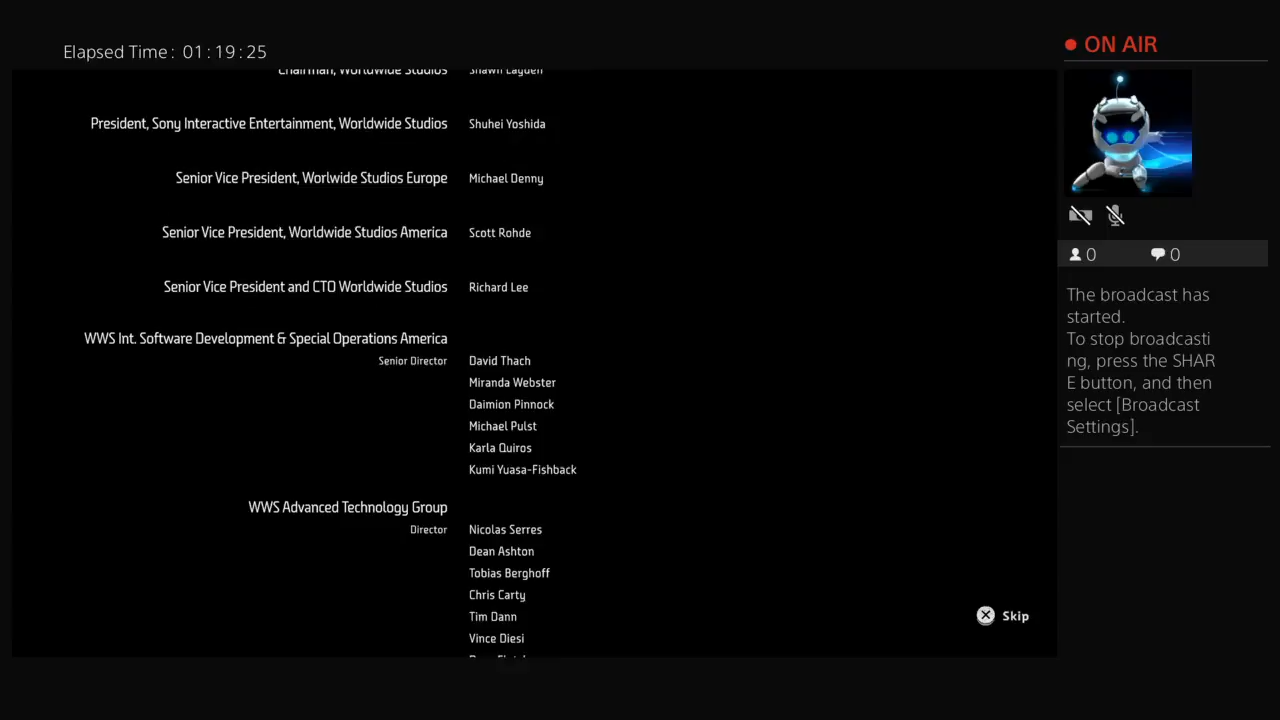 Elapsed Time: 01:19:25
ON AIR
Chairman, Worldwide Studios Shawn Layden
President, Sony Interactive Entertainment, Worldwide Studios Shuhei Yoshida
Senior Vice President, Worlwide Studios Europe Michael Denny
Senior Vice President, Worldwide Studios America Scott Rohde
Senior Vice President and CTO Worldwide Studios Richard Lee
WWS Int. Software Development & Special Operations America
Senior Director David Thach
Miranda Webster
Daimion Pinnock
Michael Pulst
Karla Quiros
Kumi Yuasa-Fishback
WWS Advanced Technology Group
Director Nicolas Serres
Dean Ashton
Tobias Berghoff
Chris Carty
Tim Dann
Vince Diesi
Skip
0 0
The broadcast has
started.
To stop broadcasti
ng, press the SHAR
E button, and then
select [Broadcast
Settings].